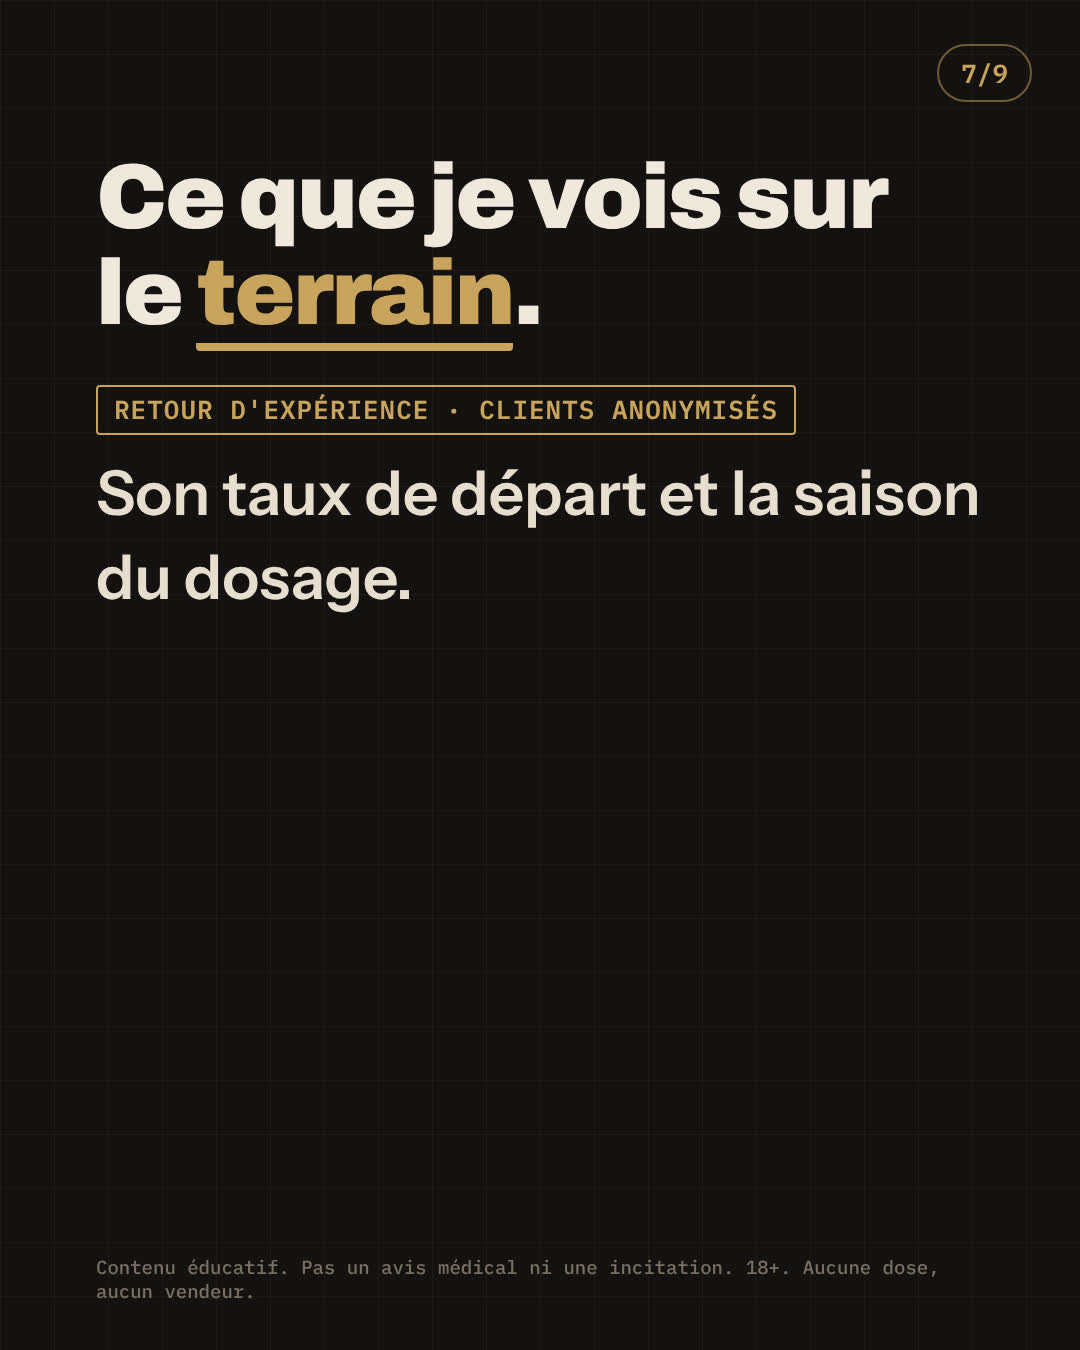 7/9
Ce que je vois sur
le terrain.
RETOUR D'EXPÉRIENCE · CLIENTS ANONYMISÉS
Son taux de départ et la saison
du dosage.
Contenu éducatif. Pas un avis médical ni une incitation. 18+. Aucune dose,
aucun vendeur.